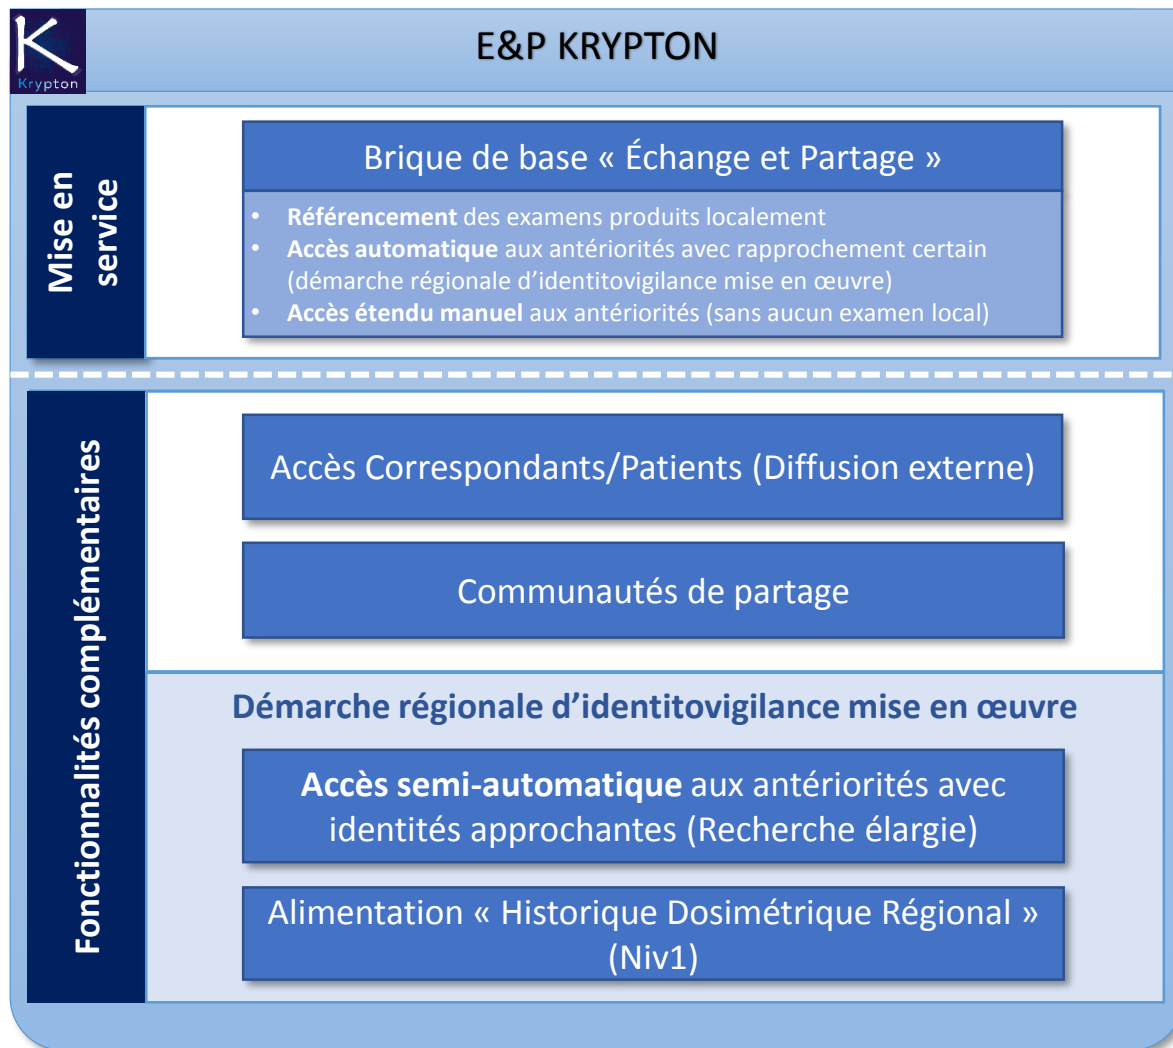 K
Krypton
E&P KRYPTON
Mise en
service
Brique de base « Échange et Partage »
• Référencement des examens produits localement
• Accès automatique aux antériorités avec rapprochement certain
(démarche régionale d’identitovigilance mise en œuvre)
• Accès étendu manuel aux antériorités (sans aucun examen local)
Fonctionnalités complémentaires
Accès Correspondants/Patients (Diffusion externe)
Communautés de partage
Démarche régionale d’identitovigilance mise en œuvre
Accès semi-automatique aux antériorités avec
identités approchantes (Recherche élargie)
Alimentation « Historique Dosimétrique Régional »
(Niv1)